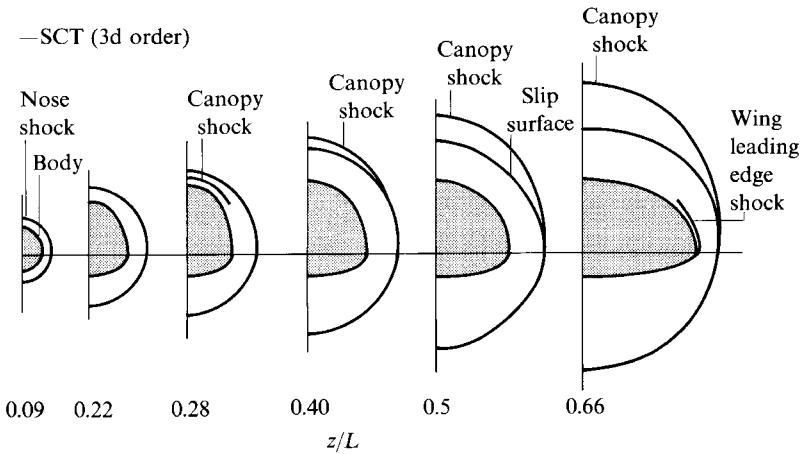 —SCT (3d order)
Nose
shock
Body
Canopy
shock
Canopy
shock
Canopy
shock
Slip
surface
Canopy
shock
Wing
leading
edge
shock
0.09 0.22 0.28 0.40 0.5 0.66
z/L